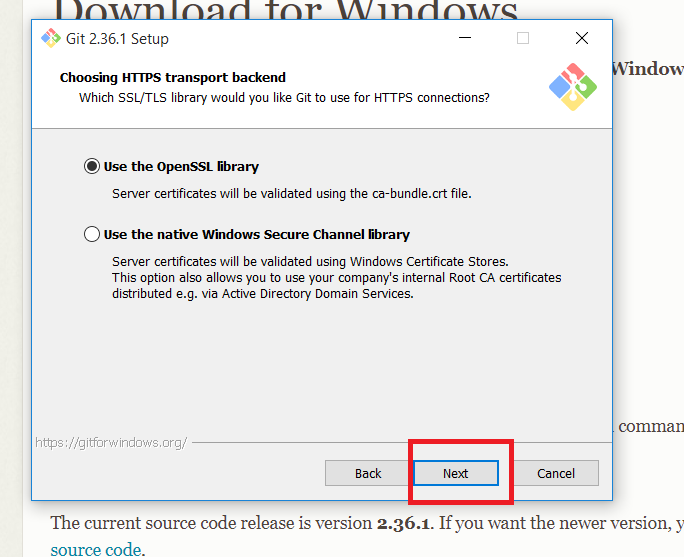 Download for Windows
Git 2.36.1 Setup
Window
Choosing HTTPS transport backend
Which SSL/TLS library would you like Git to use for HTTPS connections?
Use the OpenSSL library
Server certificates will be validated using the ca-bundle.crt file.
Use the native Windows Secure Channel library
Server certificates will be validated using Windows Certificate Stores.
This option also allows you to use your company's internal Root CA certificates
distributed e.g. via Active Directory Domain Services.
comman
https://gitforwindows.org/
Back Next Cancel
The current source code release is version 2.36.1. If you want the newer version, y
source code.